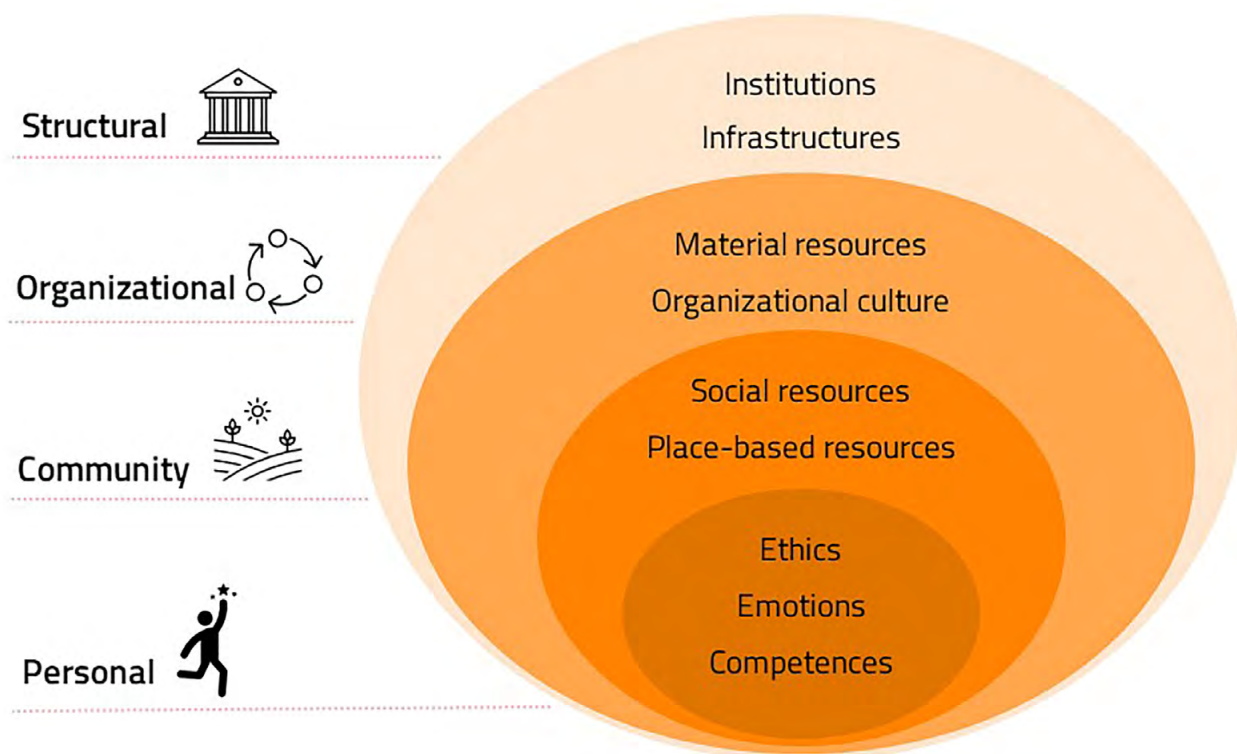 Structural
Institutions
Infrastructures
Organizational
Material resources
Organizational culture
Community
Social resources
Place-based resources
Personal
Ethics
Emotions
Competences